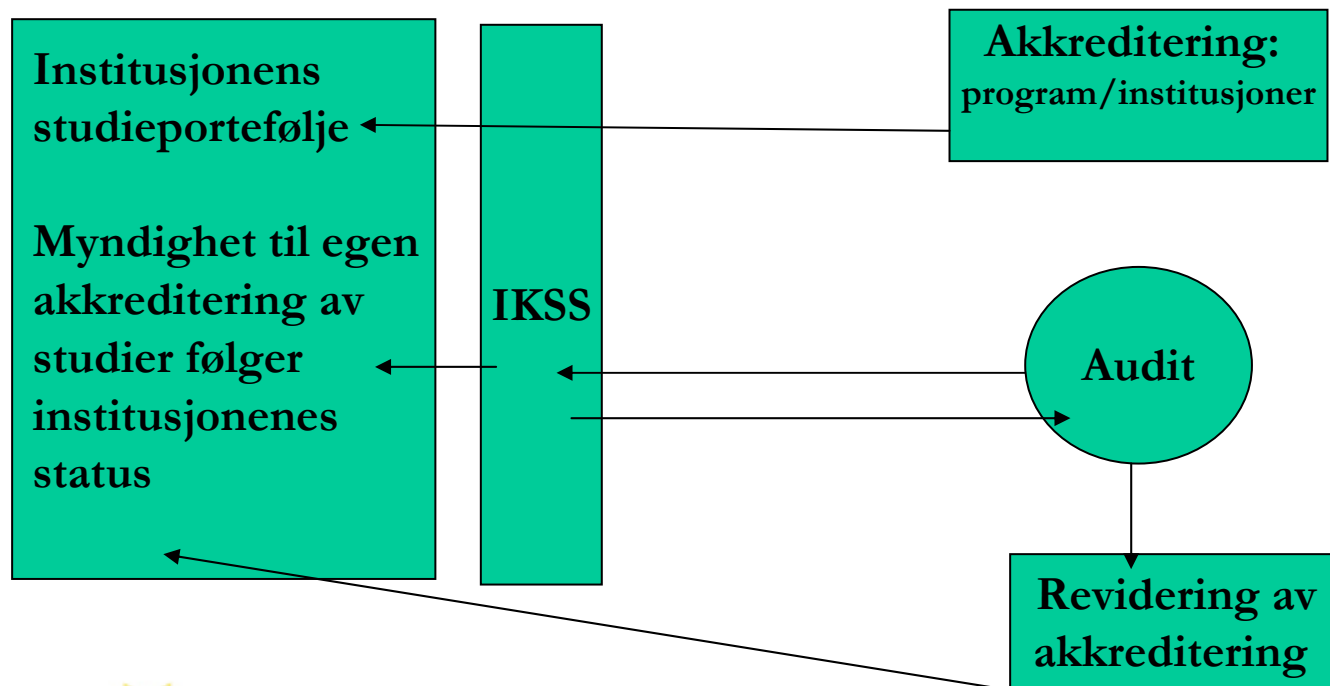 Institusjonens
studieportefølje
Myndighet til egen
akkreditering av
studier følger
institusjonenes
status
IKSS
Akkreditering:
program/institusjoner
Audit
Revidering av
akkreditering